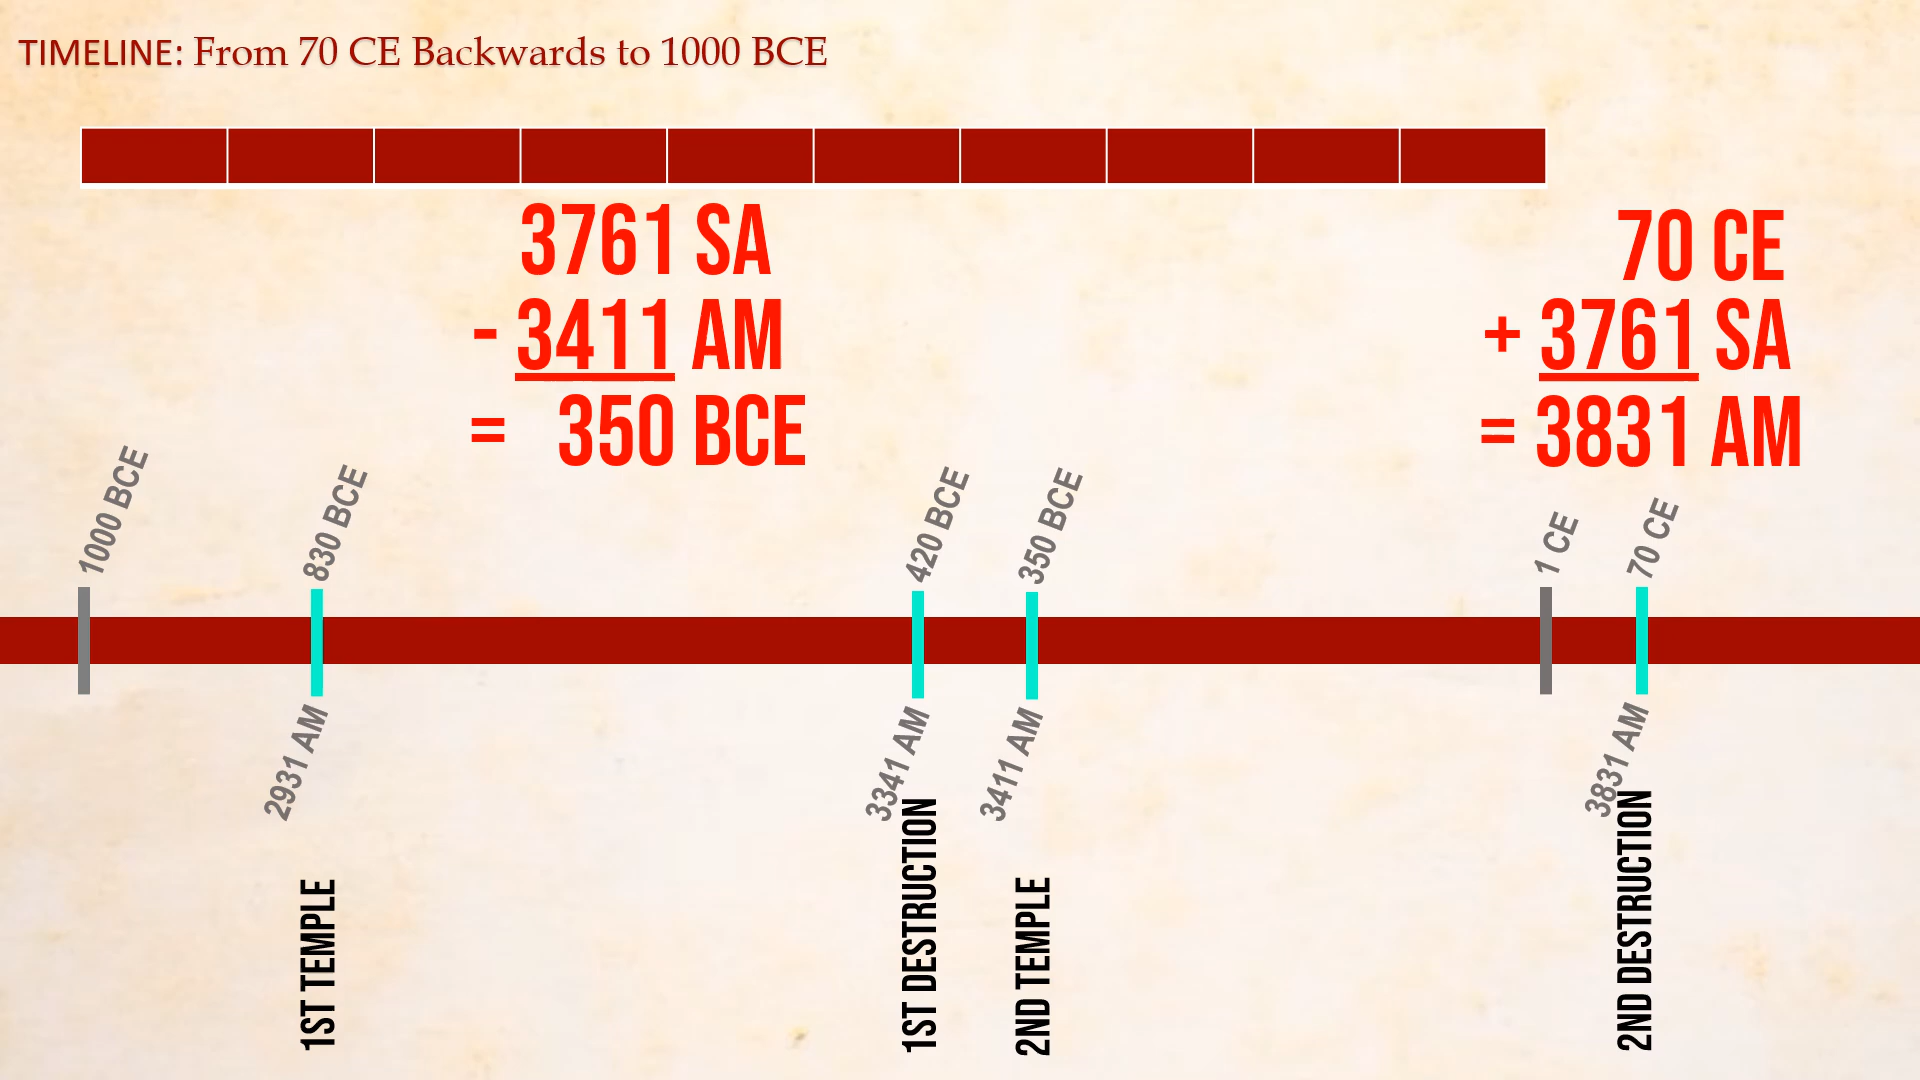 TIMELINE: From 70 CE Backwards to 1000 BCE
3761 SA
- 3411 AM
= 350 BCE
70 CE
+ 3761 SA
= 3831 AM
1000 BCE
830 BCE
420 BCE
350 BCE
1 CE
70 CE
2931 AM
3341 AM
3411 AM
3831 AM
1ST TEMPLE
1ST DESTRUCTION
2ND TEMPLE
2ND DESTRUCTION